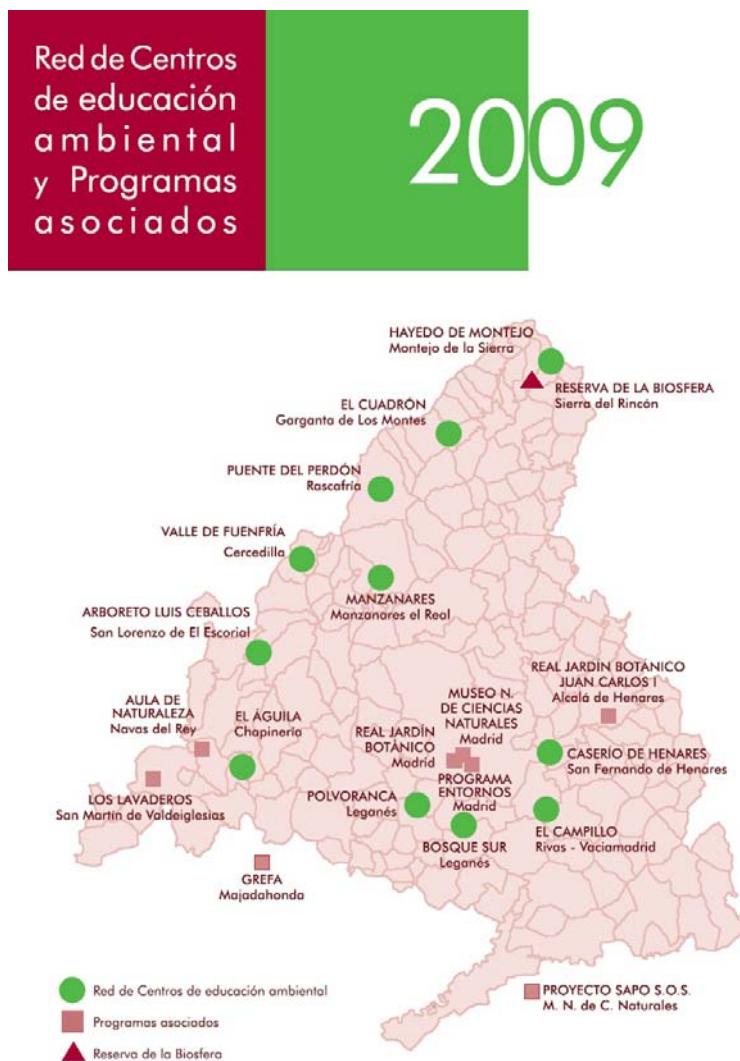 Red de Centros
de educación
ambiental
y Programas
asociados
2009
HAYEDO DE MONTEJO
Montejo de la Sierra
RESERVA DE LA BIOSFERA
Sierra del Rincón
EL CUADRÓN
Garganta de Los Montes
PUENTE DEL PERDÓN
Rascafría
VALLE DE FUENFRÍA
Cercedilla
MANZANARES
Manzanares el Real
ARBORETO LUIS CEBALLOS
San Lorenzo de El Escorial
REAL JARDÍN BOTÁNICO
JUAN CARLOS I
Alcalá de Henares
AULA DE
NATURALEZA
Navas del Rey
EL ÁGUILA
Chapinería
MUSEO N.
DE CIENCIAS
NATURALES
Madrid
REAL JARDÍN
BOTÁNICO
Madrid
CASERÍO DE HENARES
San Fernando de Henares
PROGRAMA
ENTORNOS
Madrid
LOS LAVADEROS
San Martín de Valdeiglesias
POLVORANCA
Leganés
BOSQUE SUR
Leganés
EL CAMPILLO
Rivas - Vaciamadrid
GREFA
Majadahonda
PROYECTO SAPO S.O.S.
M. N. de C. Naturales
Red de Centros de educación ambiental
Programas asociados
Reserva de la Biosfera